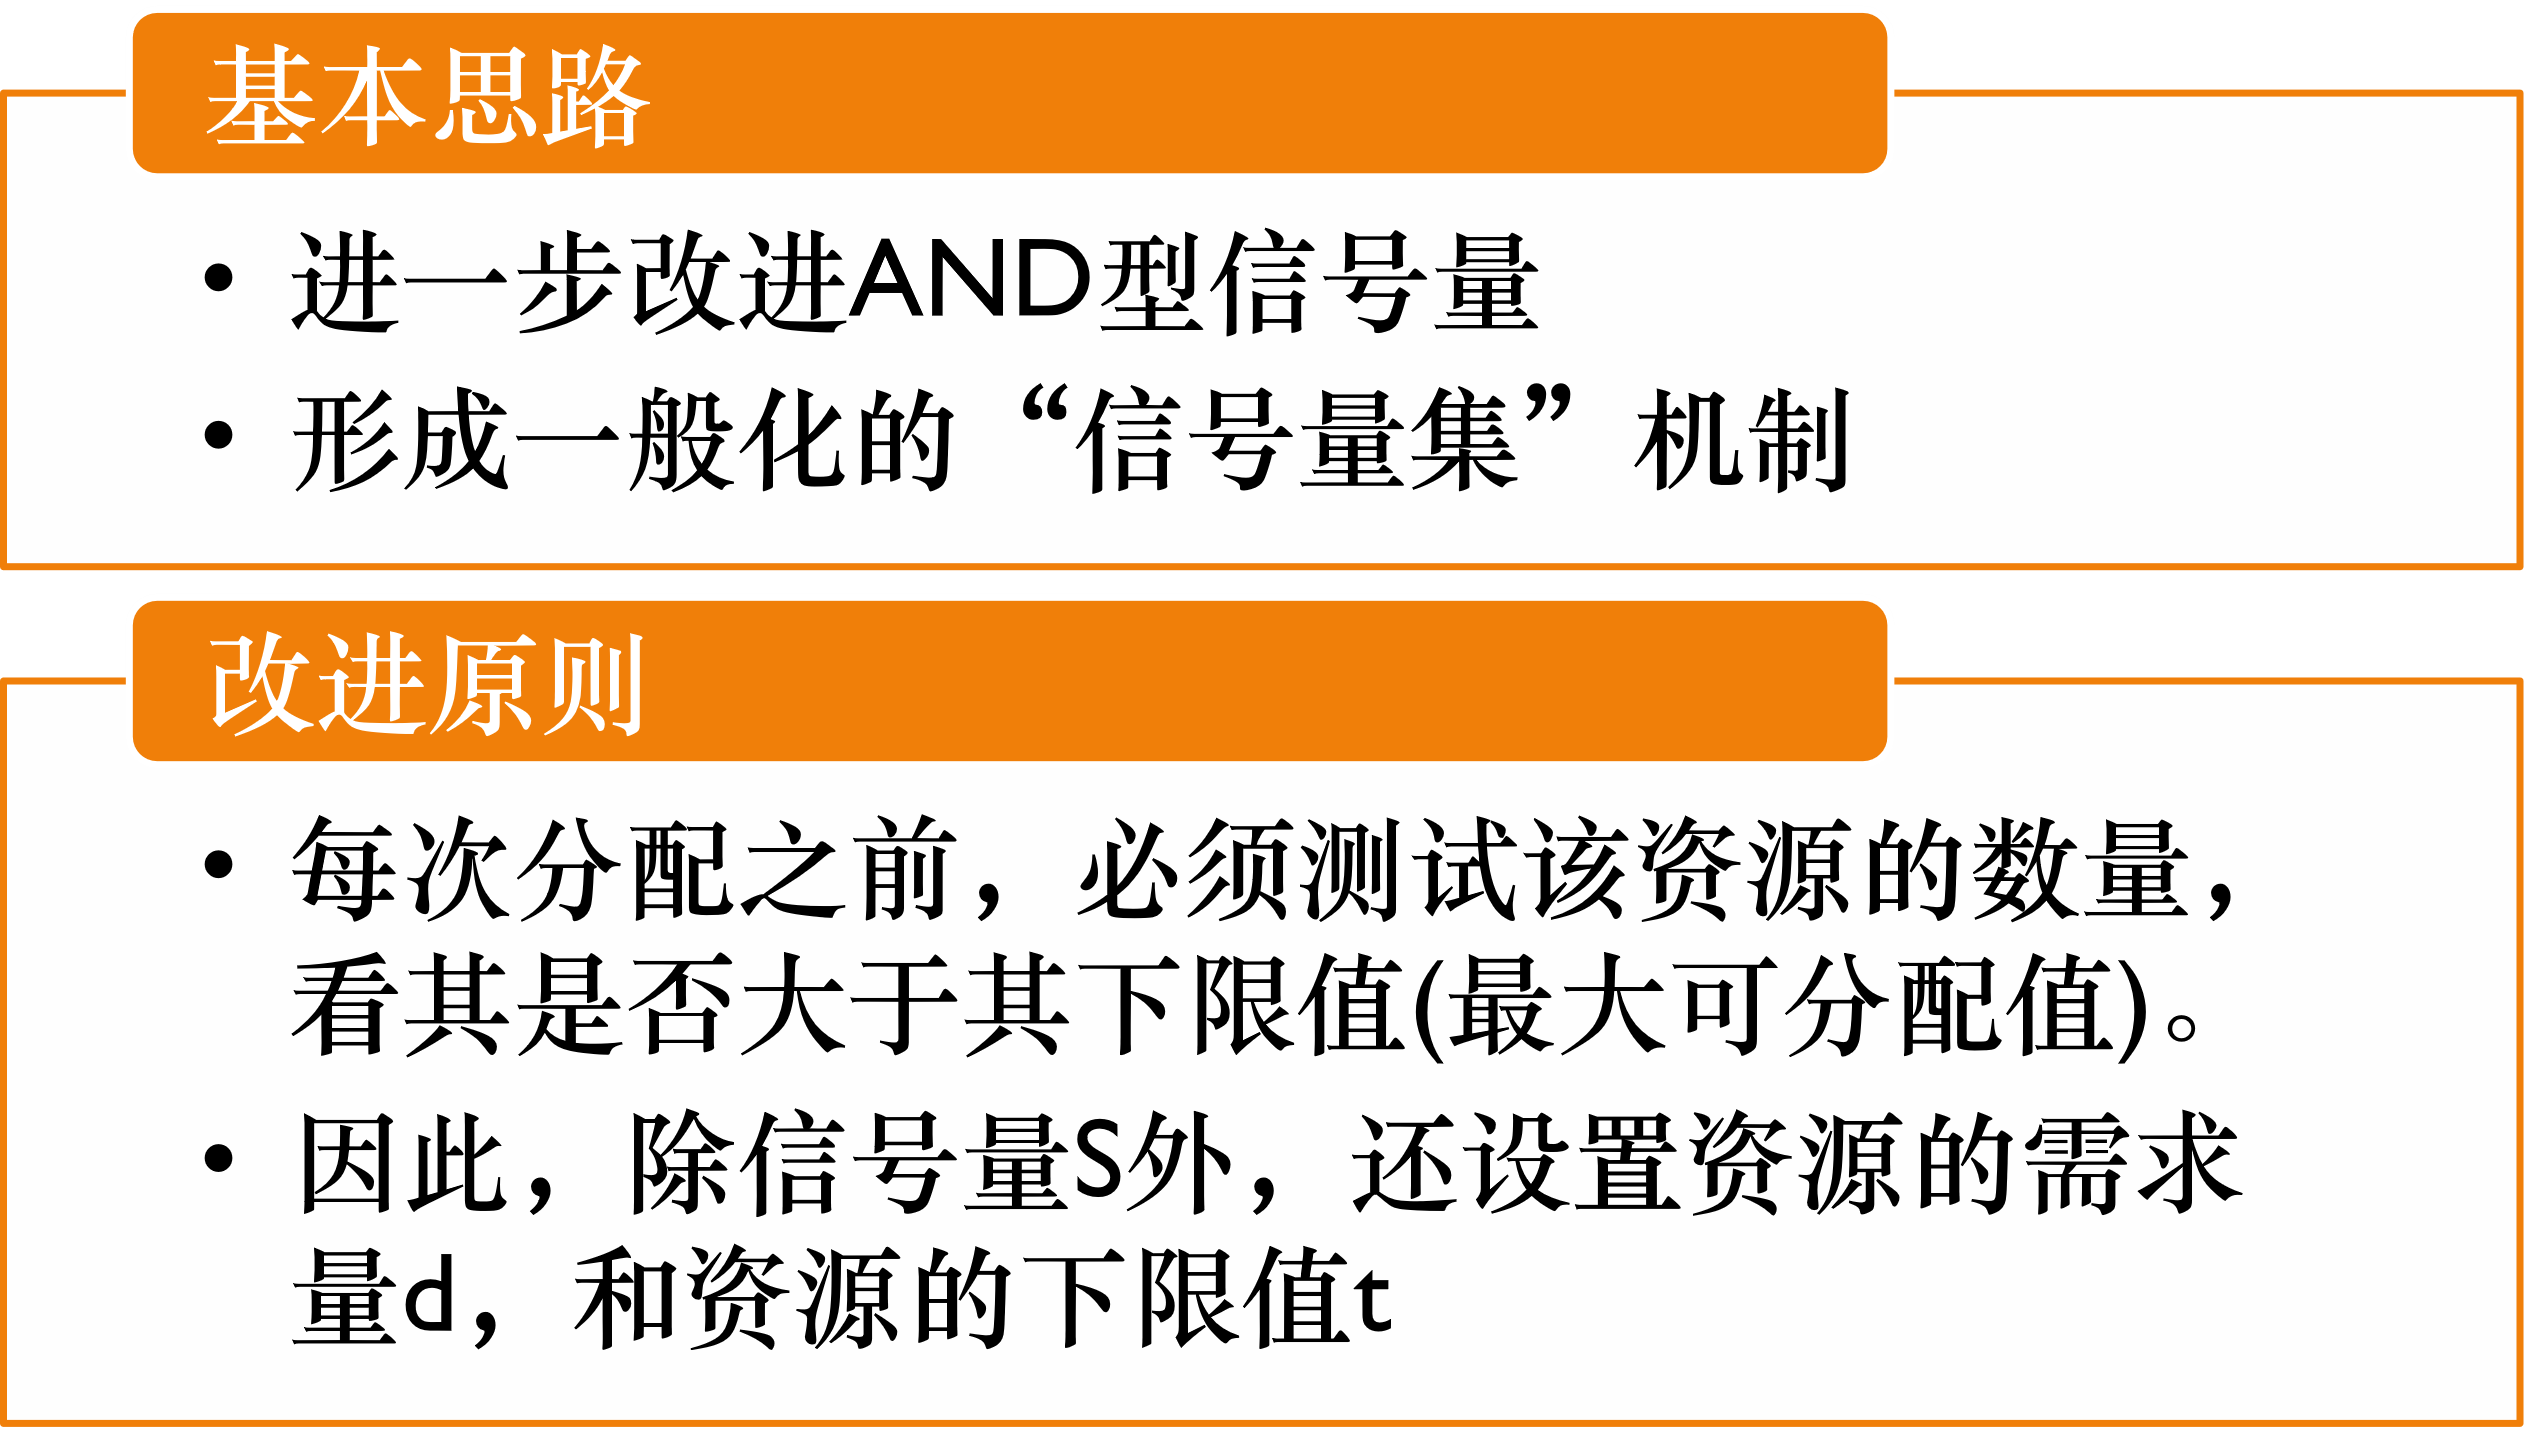 基本思路
• 进一步改进AND型信号量
• 形成一般化的“信号量集”机制
改进原则
• 每次分配之前，必须测试该资源的数量，
看其是否大于其下限值(最大可分配值)。
• 因此，除信号量S外，还设置资源的需求
量d，和资源的下限值t